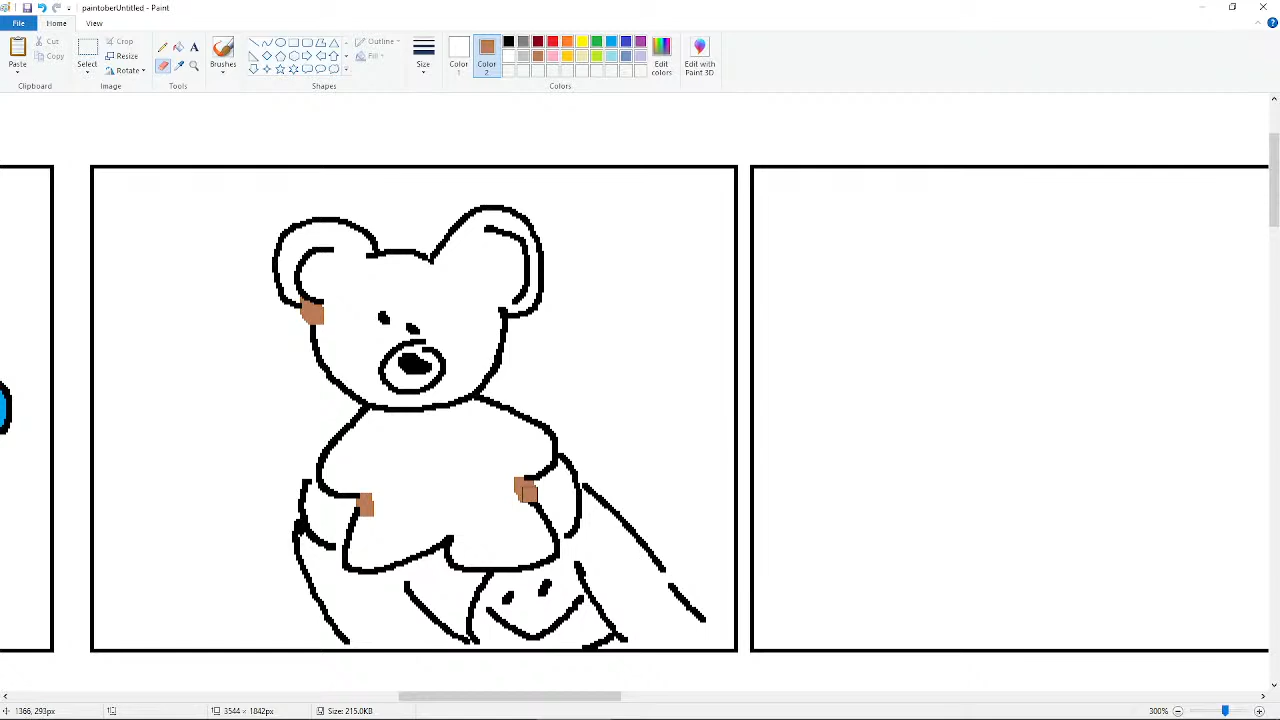 paintoberUntitled - Paint
File Home View
Paste
Cut
Copy
Clipboard
Select
Crop
Resize
Rotate
Image
A
Tools
Brushes
Outline
Fill
Shapes
Size
Color 1
Color 2
Edit colors
Colors
Edit with Paint 3D
1366, 293px
3544 × 1842px
Size: 215.0KB
300%